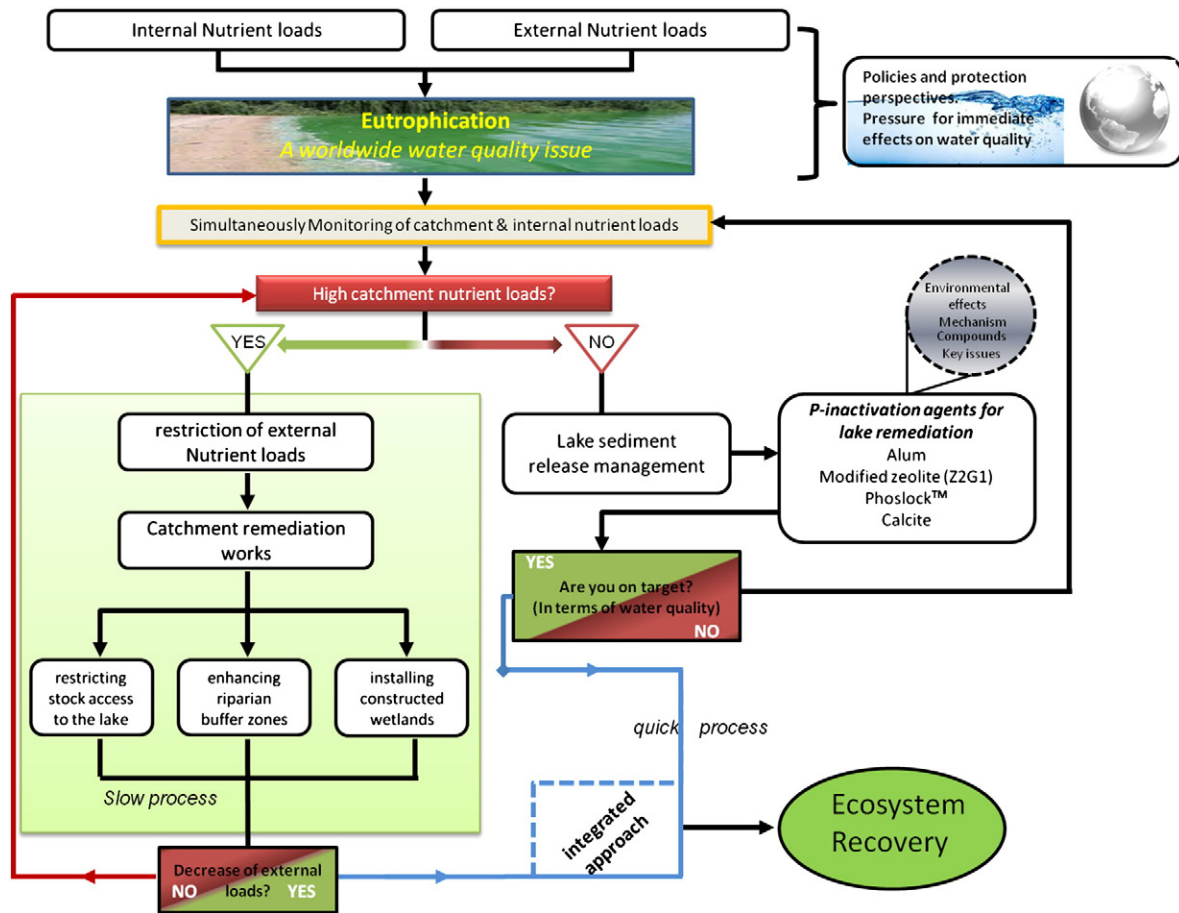 Internal Nutrient loads
External Nutrient loads
Policies and protection
perspectives.
Pressure for immediate
effects on water quality
Eutrophication
A worldwide water quality issue
Simultaneously Monitoring of catchment & internal nutrient loads
High catchment nutrient loads?
Environmental
effects
Mechanism
Compounds
Key issues
YES
NO
restriction of external
Nutrient loads
Lake sediment
release management
P-inactivation agents for
lake remediation
Alum
Modified zeolite (Z2G1)
Phoslock™
Calcite
Catchment remediation
works
YES
Are you on target?
(In terms of water quality)
NO
restricting
stock access
to the lake
enhancing
riparian
buffer zones
installing
constructed
wetlands
quick process
Slow process
integrated
approach
Ecosystem
Recovery
Decrease of external
NO loads? YES